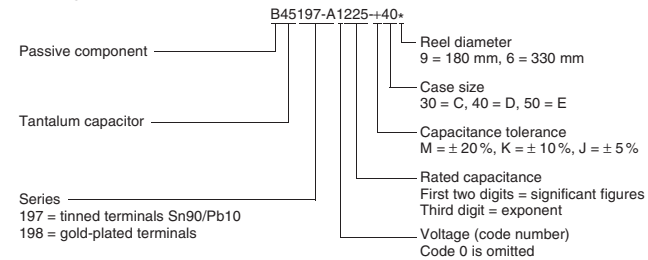 B45197-A1225-+40*
Passive component
Reel diameter
9 = 180 mm, 6 = 330 mm
Case size
30 = C, 40 = D, 50 = E
Tantalum capacitor
Capacitance tolerance
M = ± 20 %, K = ± 10 %, J = ± 5 %
Rated capacitance
First two digits = significant figures
Third digit = exponent
Series
197 = tinned terminals Sn90/Pb10
198 = gold-plated terminals
Voltage (code number)
Code 0 is omitted